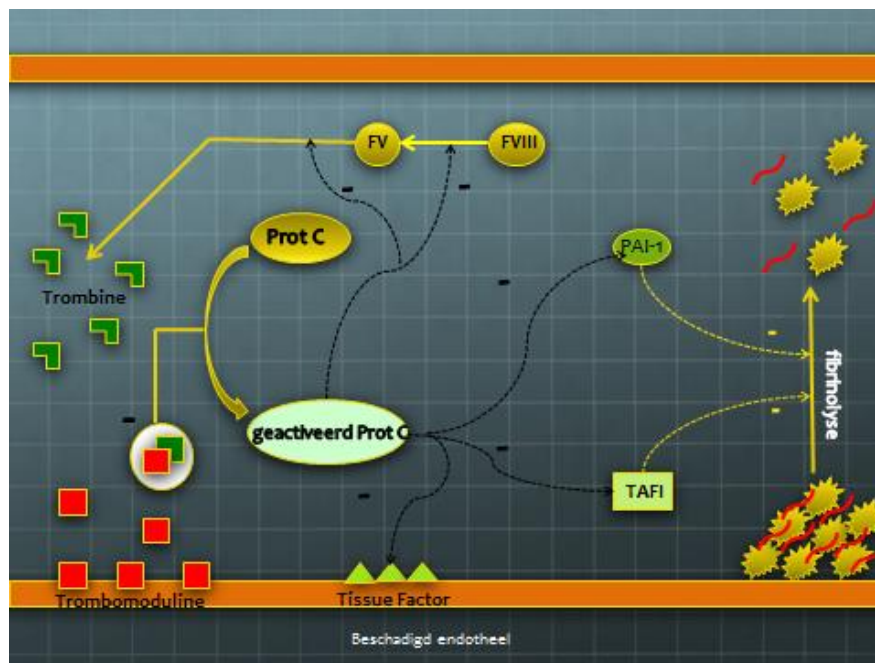 FV
FVIII
Prot C
PAI-1
Trombine
fibrinolyse
geactiveerd Prot C
TAFI
Trombomoduline
Tissue Factor
Beschadigd endotheel